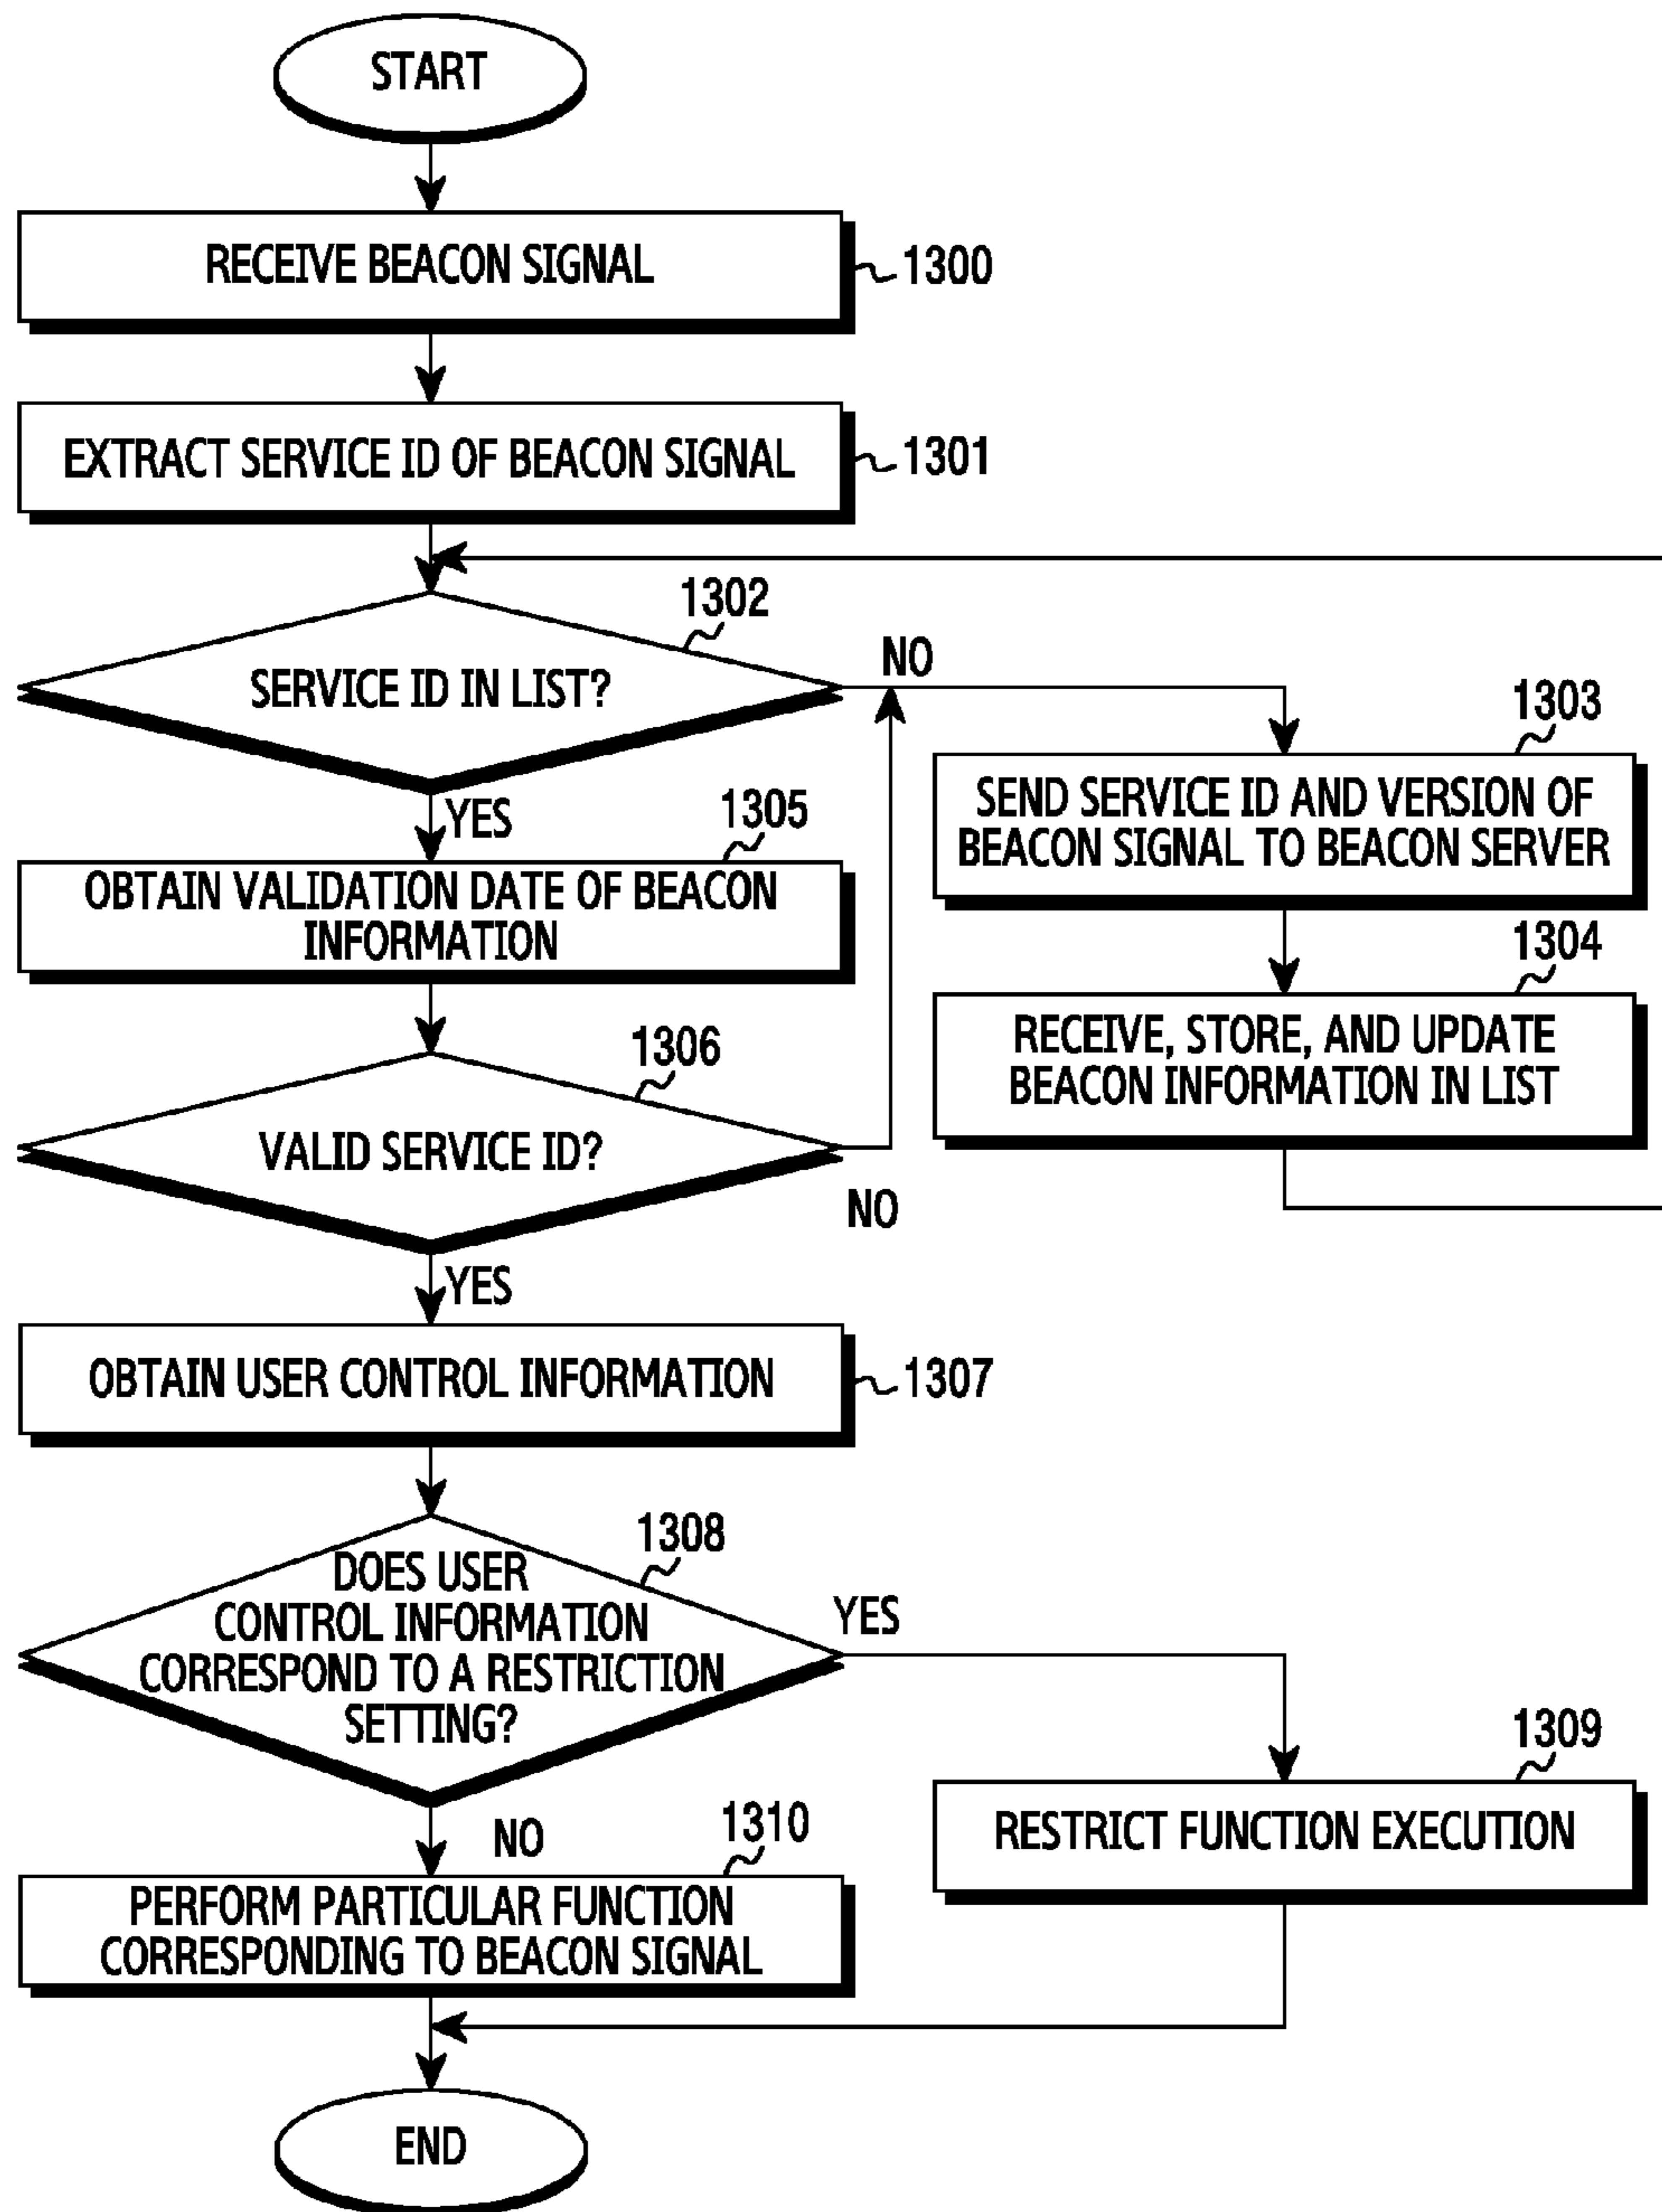 START
RECEIVE BEACON SIGNAL
1300
EXTRACT SERVICE ID OF BEACON SIGNAL
1301
1302
SERVICE ID IN LIST?
NO
YES
1303
SEND SERVICE ID AND VERSION OF
BEACON SIGNAL TO BEACON SERVER
1305
OBTAIN VALIDATION DATE OF BEACON
INFORMATION
1304
RECEIVE, STORE, AND UPDATE
BEACON INFORMATION IN LIST
1306
VALID SERVICE ID?
NO
YES
OBTAIN USER CONTROL INFORMATION
1307
1308
DOES USER
CONTROL INFORMATION
CORRESPOND TO A RESTRICTION
SETTING?
YES
1309
RESTRICT FUNCTION EXECUTION
NO
1310
PERFORM PARTICULAR FUNCTION
CORRESPONDING TO BEACON SIGNAL
END